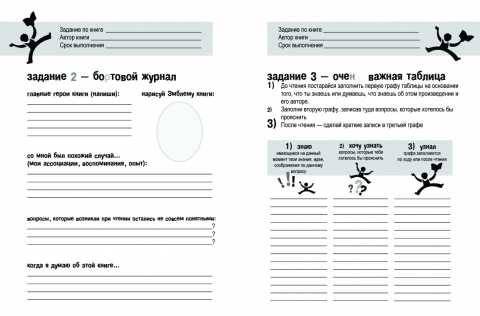 Задание по книге
Автор книги
Срок выполнения
задание 2 – бортовой журнал
главные герои книги (напиши):
нарисуй эмблему книги:
со мной был похожий случай...
(мои ассоциации, воспоминания, опыт):
вопросы, которые возникли при чтении остались не совсем понятными:
?
?
когда я думаю об этой книге...
Задание по книге
Автор книги
Срок выполнения
задание 3 – очень важная таблица
1) До чтения постарайся заполнить первую графу таблицы на основании
того, что ты знаешь или думаешь, что знаешь об этом произведении и
его авторе.
2) Заполни вторую графу, записав туда вопросы, которые хотелось бы
прояснить
3) После чтения — сделай краткие записи в третьей графе
1) знаю
имеющиеся на данный
момент твои знания, идеи,
соображения по данному
вопросу
!!!
2) хочу узнать
вопросы, которые тебе
хотелось бы прояснить
???
3) узнал
графа заполняется
по ходу или после чтения